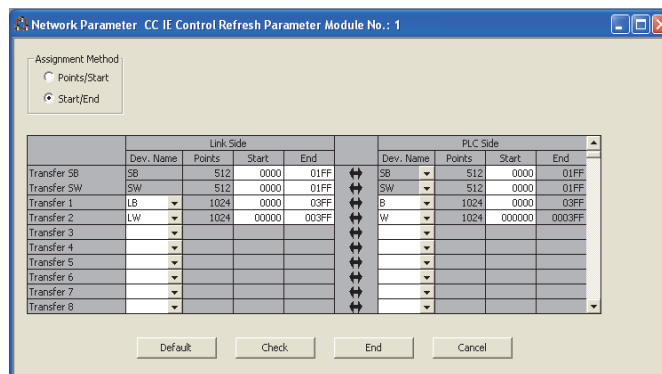 Network Parameter CC IE Control Refresh Parameter Module No.: 1
Assignment Method
Points/Start
Start/End
Link Side PLC Side
Dev. Name Points Start End Dev. Name Points Start End
Transfer SB SB 512 0000 01FF SB 512 0000 01FF
Transfer SW SW 512 0000 01FF SW 512 0000 01FF
Transfer 1 LB 1024 0000 03FF B 1024 0000 03FF
Transfer 2 LW 1024 00000 003FF W 1024 000000 0003FF
Transfer 3
Transfer 4
Transfer 5
Transfer 6
Transfer 7
Transfer 8
Default Check End Cancel